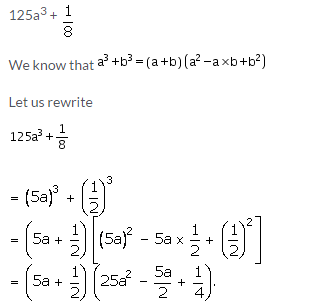 125a³ + 1/8
We know that a³ +b³ = (a+b) (a² –a ×b +b²)
Let us rewrite
125a³ + 1/8
= (5a)³ + (1/2)³
= (5a + 1/2) [(5a)² – 5a × 1/2 + (1/2)²]
= (5a + 1/2) (25a² – 5a/2 + 1/4).